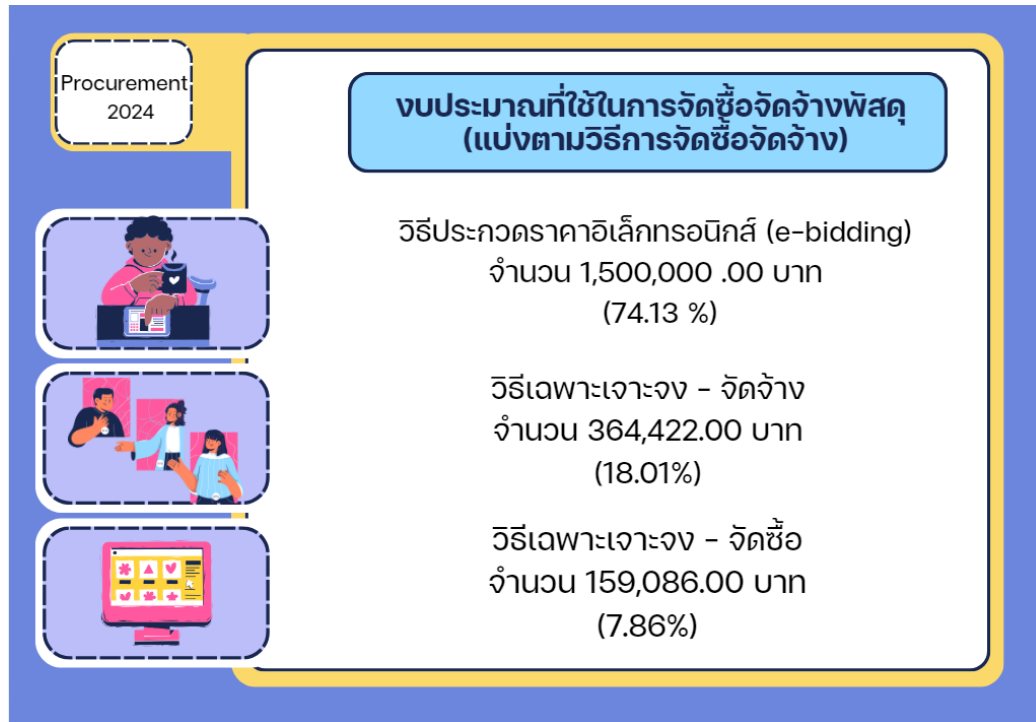 Procurement
2024
งบประมาณที่ใช้ในการจัดซื้อจัดจ้างพัสดุ
(แบ่งตามวิธีการจัดซื้อจัดจ้าง)
วิธีประกวดราคาอิเล็กทรอนิกส์ (e-bidding)
จำนวน 1,500,000 .00 บาท
(74.13 %)
วิธีเฉพาะเจาะจง - จัดจ้าง
จำนวน 364,422.00 บาท
(18.01%)
วิธีเฉพาะเจาะจง - จัดซื้อ
จำนวน 159,086.00 บาท
(7.86%)